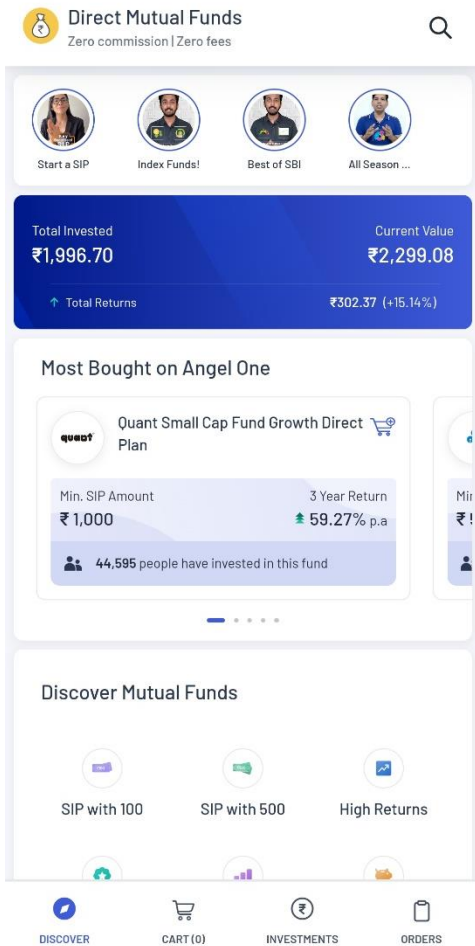 Direct Mutual Funds
Zero commission | Zero fees
Start a SIP
Index Funds!
Best of SBI
All Season ...
Total Invested
Current Value
₹1,996.70
₹2,299.08
Total Returns
₹302.37 (+15.14%)
Most Bought on Angel One
quant
Quant Small Cap Fund Growth Direct
Plan
Min. SIP Amount
3 Year Return
₹ 1,000
59.27% p.a
44,595 people have invested in this fund
Discover Mutual Funds
SIP with 100
SIP with 500
High Returns
DISCOVER
CART (0)
INVESTMENTS
ORDERS